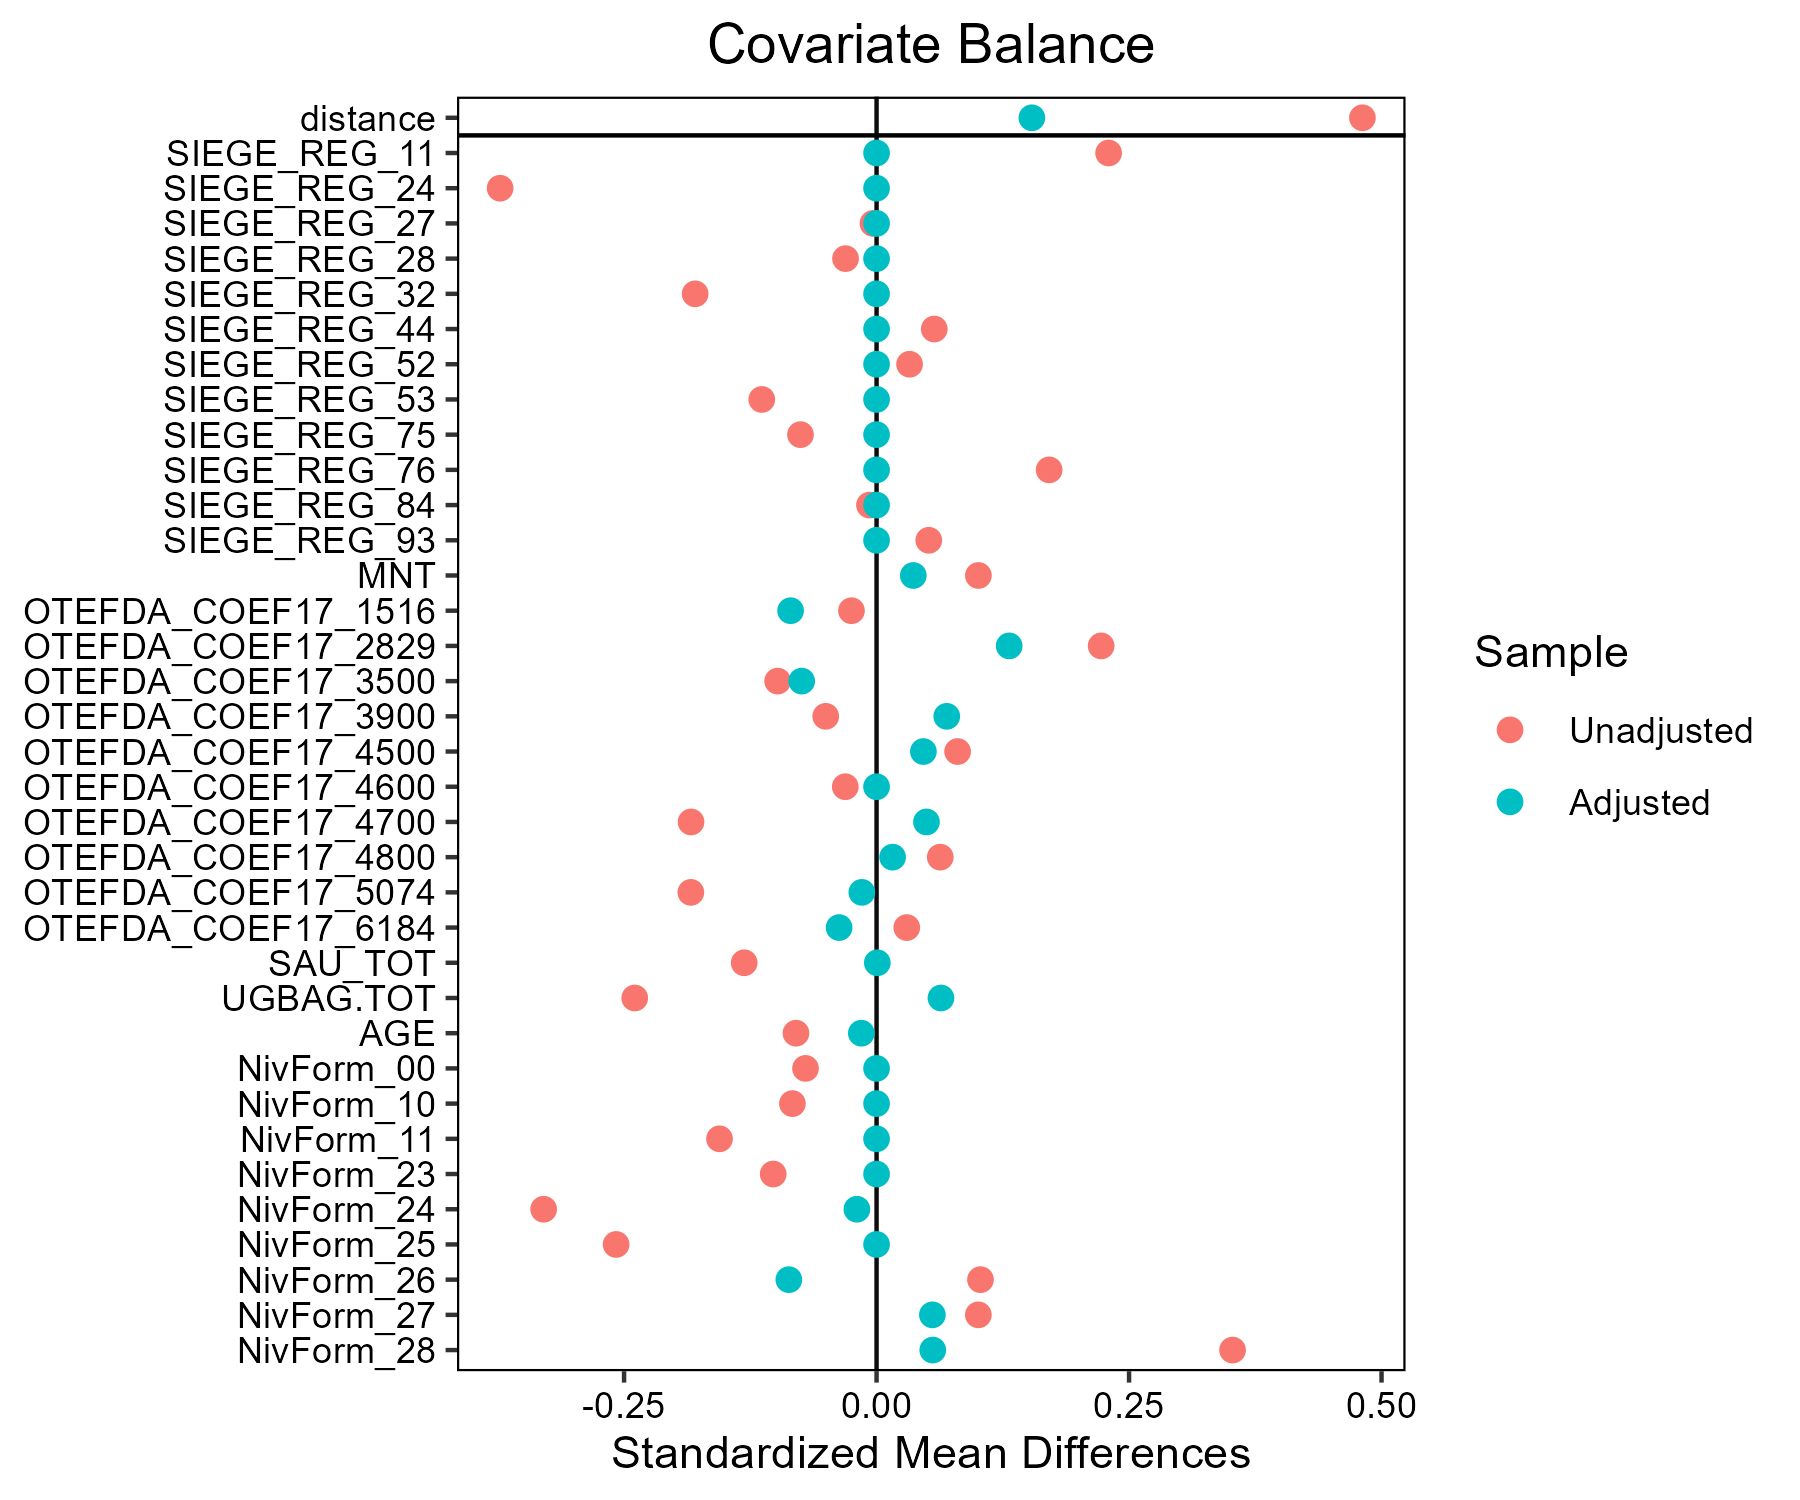 Covariate Balance
distance
SIEGE_REG_11
SIEGE_REG_24
SIEGE_REG_27
SIEGE_REG_28
SIEGE_REG_32
SIEGE_REG_44
SIEGE_REG_52
SIEGE_REG_53
SIEGE_REG_75
SIEGE_REG_76
SIEGE_REG_84
SIEGE_REG_93
MNT
OTEFDA_COEF17_1516
OTEFDA_COEF17_2829
OTEFDA_COEF17_3500
OTEFDA_COEF17_3900
OTEFDA_COEF17_4500
OTEFDA_COEF17_4600
OTEFDA_COEF17_4700
OTEFDA_COEF17_4800
OTEFDA_COEF17_5074
OTEFDA_COEF17_6184
SAU_TOT
UGBAG.TOT
AGE
NivForm_00
NivForm_10
NivForm_11
NivForm_23
NivForm_24
NivForm_25
NivForm_26
NivForm_27
NivForm_28
-0.25 0.00 0.25 0.50
Standardized Mean Differences
Sample
Unadjusted
Adjusted